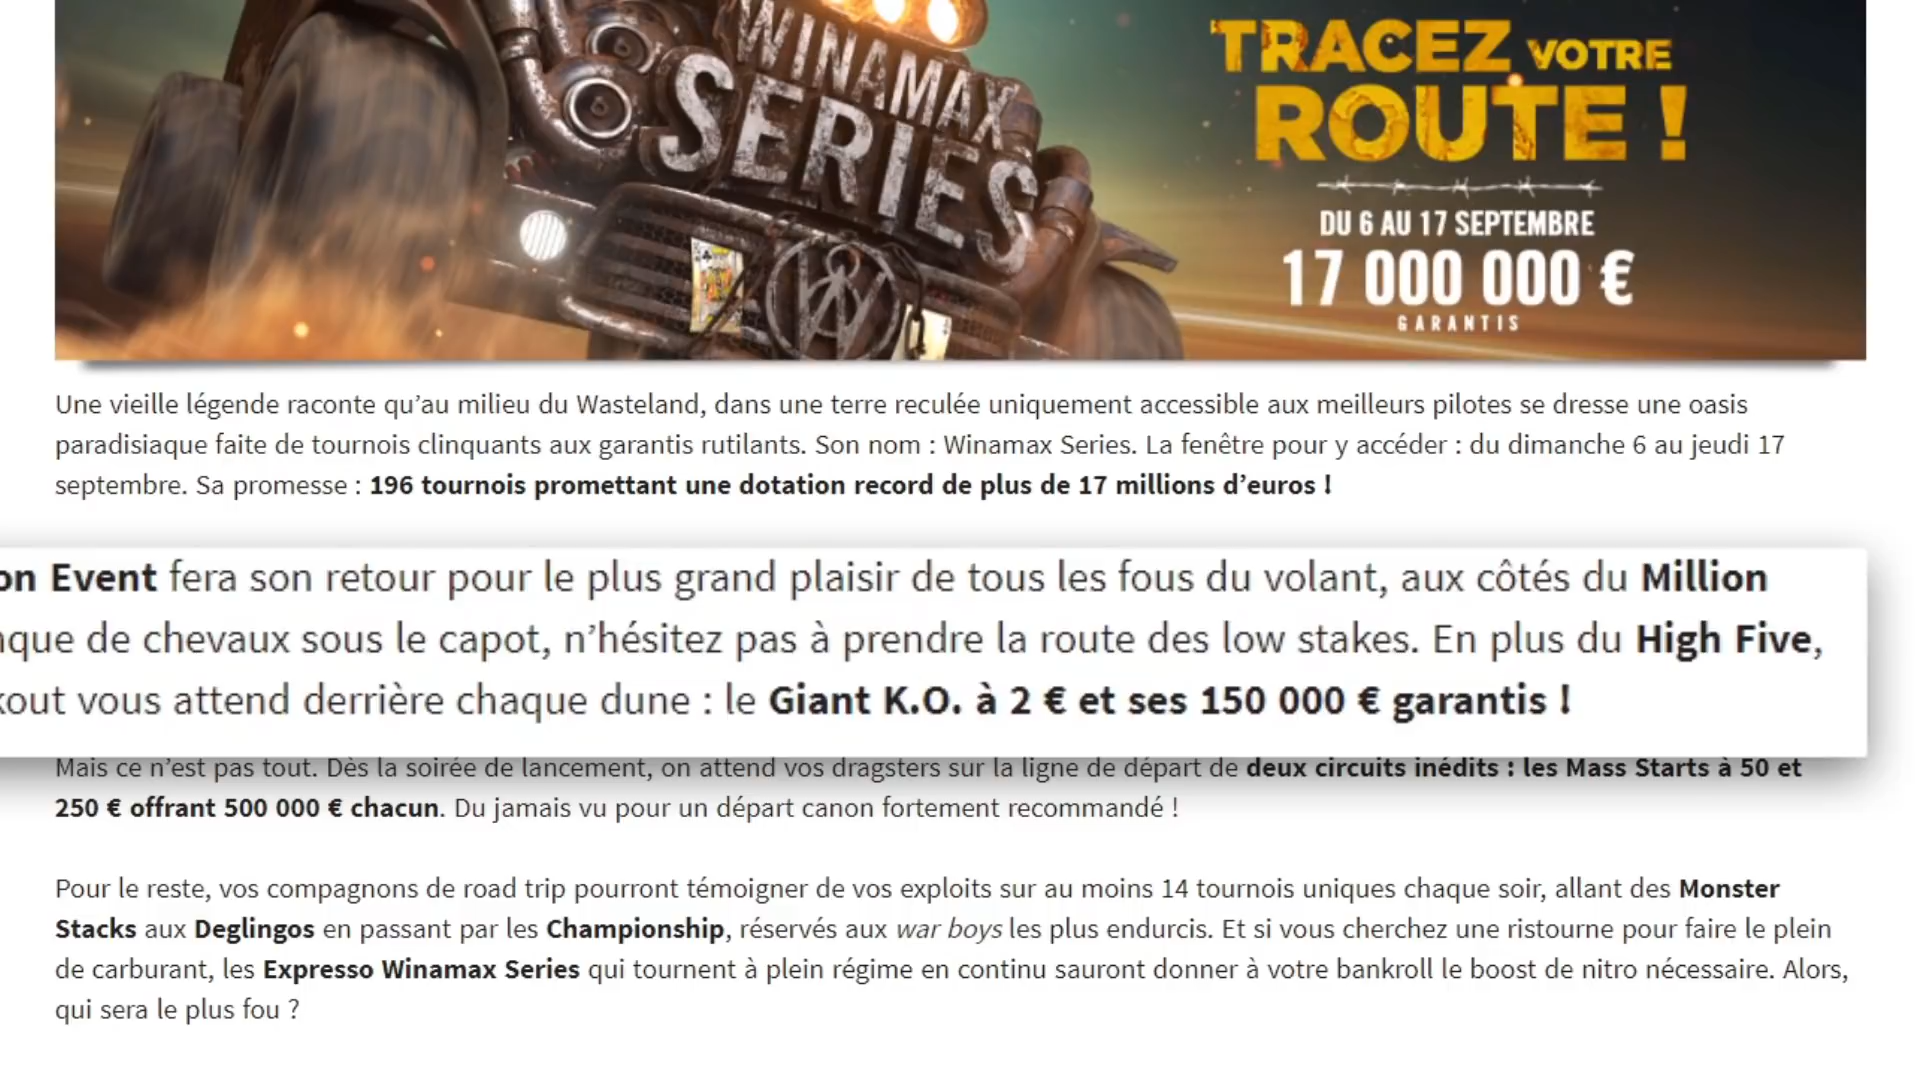 WINAMAX
SERIES
TRACEZ VOTRE
ROUTE !
DU 6 AU 17 SEPTEMBRE
17 000 000 €
GARANTIS
Une vieille légende raconte qu’au milieu du Wasteland, dans une terre reculée uniquement accessible aux meilleurs pilotes se dresse une oasis
paradisiaque faite de tournois clinquants aux garantis rutilants. Son nom : Winamax Series. La fenêtre pour y accéder : du dimanche 6 au jeudi 17
septembre. Sa promesse : 196 tournois promettant une dotation record de plus de 17 millions d’euros !
on Event fera son retour pour le plus grand plaisir de tous les fous du volant, aux côtés du Million
nque de chevaux sous le capot, n’hésitez pas à prendre la route des low stakes. En plus du High Five,
kout vous attend derrière chaque dune : le Giant K.O. à 2 € et ses 150 000 € garantis !
Mais ce n’est pas tout. Dès la soirée de lancement, on attend vos dragsters sur la ligne de départ de deux circuits inédits : les Mass Starts à 50 et
250 € offrant 500 000 € chacun. Du jamais vu pour un départ canon fortement recommandé !
Pour le reste, vos compagnons de road trip pourront témoigner de vos exploits sur au moins 14 tournois uniques chaque soir, allant des Monster
Stacks aux Deglingos en passant par les Championship, réservés aux war boys les plus endurcis. Et si vous cherchez une ristourne pour faire le plein
de carburant, les Expresso Winamax Series qui tournent à plein régime en continu sauront donner à votre bankroll le boost de nitro nécessaire. Alors,
qui sera le plus fou ?